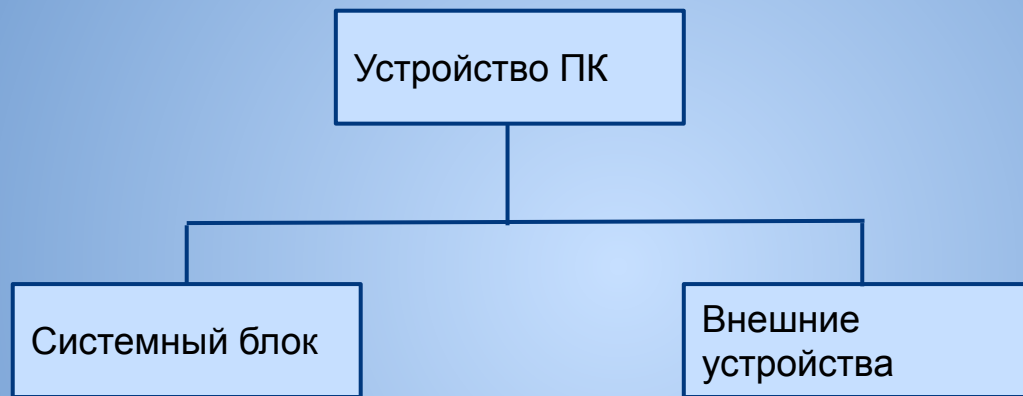 Устройство ПК
Системный блок
Внешние
устройства